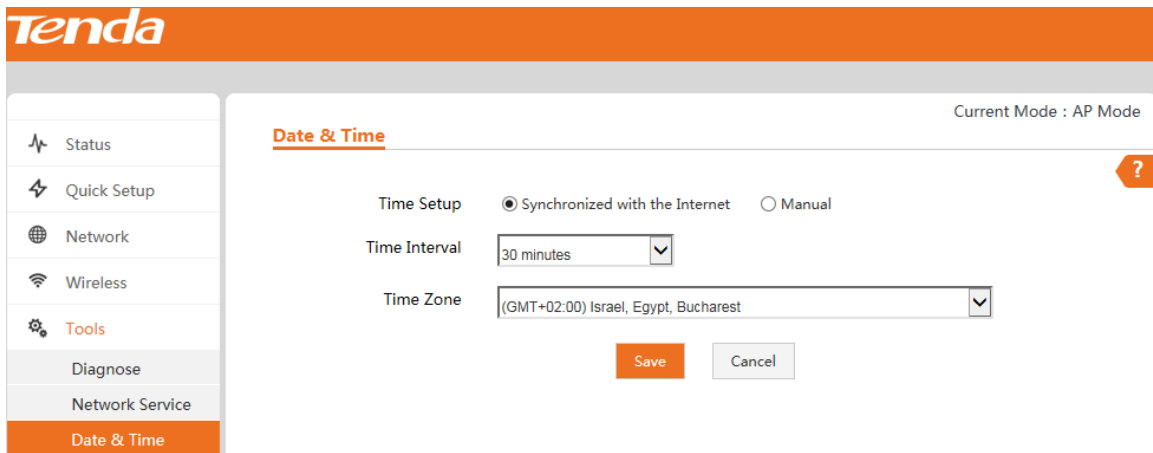 Tenda
Current Mode : AP Mode
Date & Time
?
Status
Quick Setup
Network
Wireless
Tools
Diagnose
Network Service
Date & Time
Time Setup Synchronized with the Internet Manual
Time Interval 30 minutes
Time Zone (GMT+02:00) Israel, Egypt, Bucharest
Save Cancel